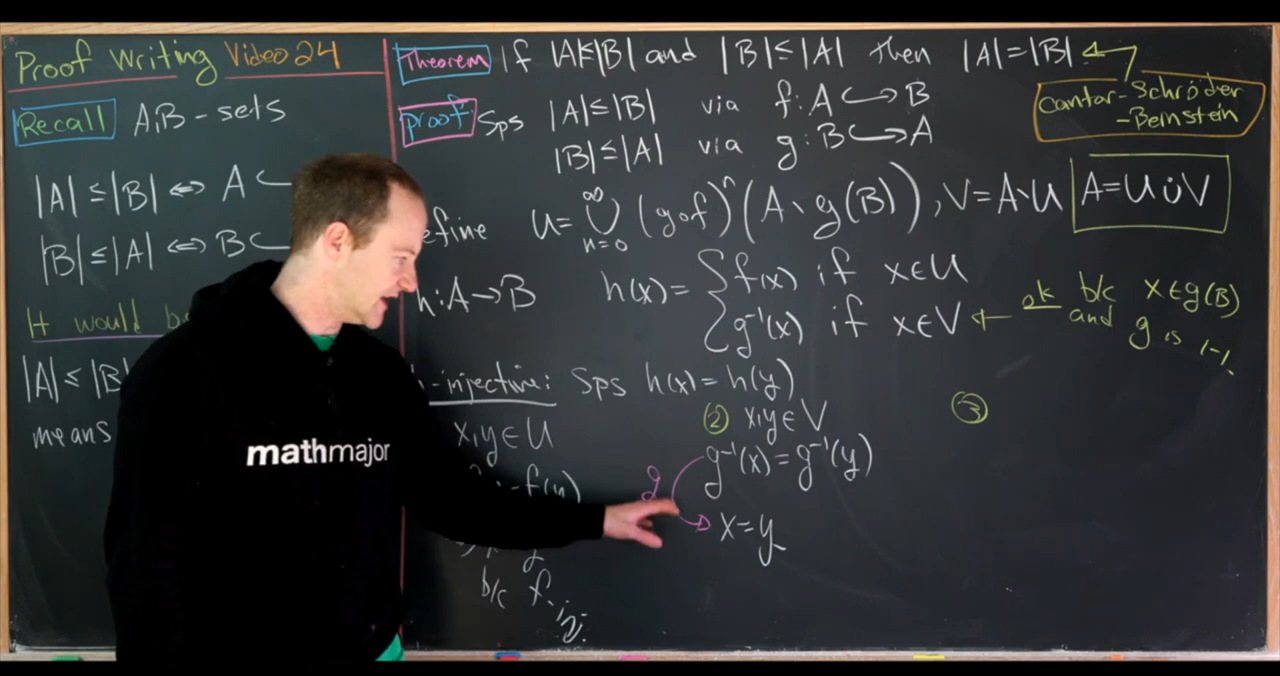 Proof Writing Video 24
Recall A,B - sets
|A| ≤ |B| ↔ A ↪
|B| ≤ |A| ↔ B ↪
It would be
|A| ≤ |B|
means
Theorem If |A|≤|B| and |B| ≤ |A| then |A| = |B|
Cantor-Schröder
-Bernstein
proof Sps |A| ≤ |B| via f: A ↪ B
|B| ≤ |A| via g: B ↪ A
efine U = ⋃_{n=0}^∞ (g∘f)^n (A∖g(B)), V = A∖U A = U ∪̇ V
h: A → B h(x) = { f(x) if x∈U
g⁻¹(x) if x∈V ← ok b/c x∈g(B)
and g is 1-1.
h-injective: Sps h(x) = h(y)
x,y ∈ U
f(y)
y
b/c f-inj.
② x,y ∈ V
g⁻¹(x) = g⁻¹(y)
g
x = y
③
mathmajor